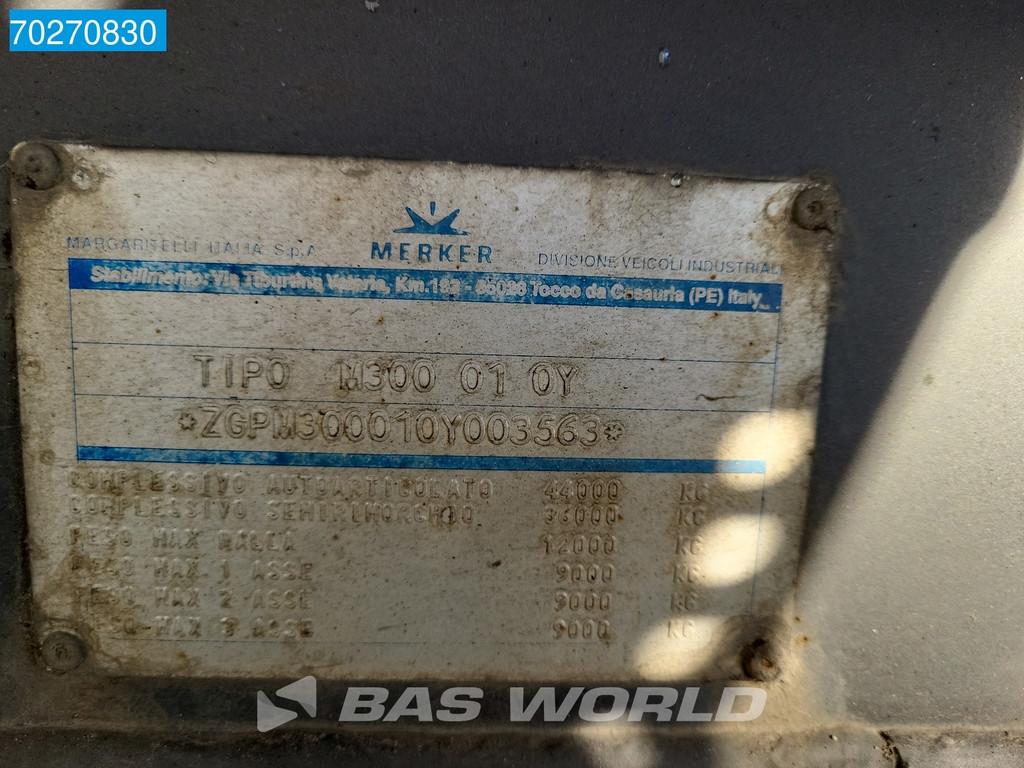 70270830
MARGARITELLI ITALIA S.p.A.
MERKER
DIVISIONE VEICOLI INDUSTRIALI
Stabilimento: Via Tiburtina Valeria, Km. - Tocco da Casauria (PE) Italy
TIPO M300 01 0Y
*ZGPM300010Y003563*
COMPLESSIVO AUTOARTICOLATO 44000 KG
COMPLESSIVO SEMIRIMORCHIO 36000 KG
PESO MAX RALLA 12000 KG
PESO MAX 1 ASSE 9000 KG
PESO MAX 2 ASSE 9000 KG
PESO MAX 3 ASSE 9000 KG
BAS WORLD